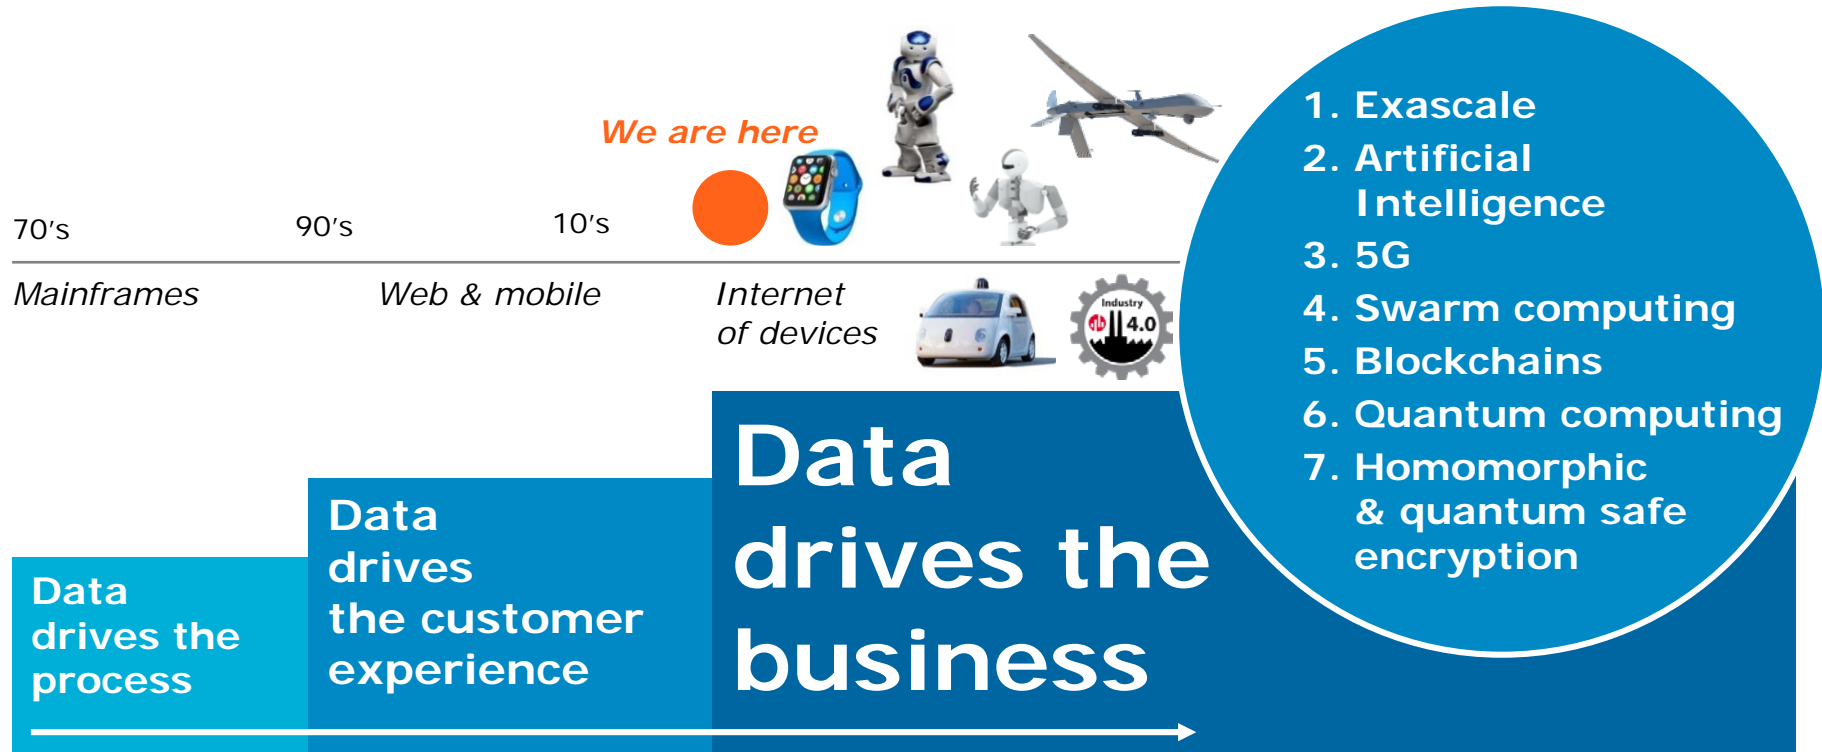 We are here
70's
90's
10's
Mainframes
Web & mobile
Internet
of devices
Industry
4.0
Data
drives the
process
Data
drives
the customer
experience
Data
drives the
business
1. Exascale
2. Artificial
Intelligence
3. 5G
4. Swarm computing
5. Blockchains
6. Quantum computing
7. Homomorphic
& quantum safe
encryption